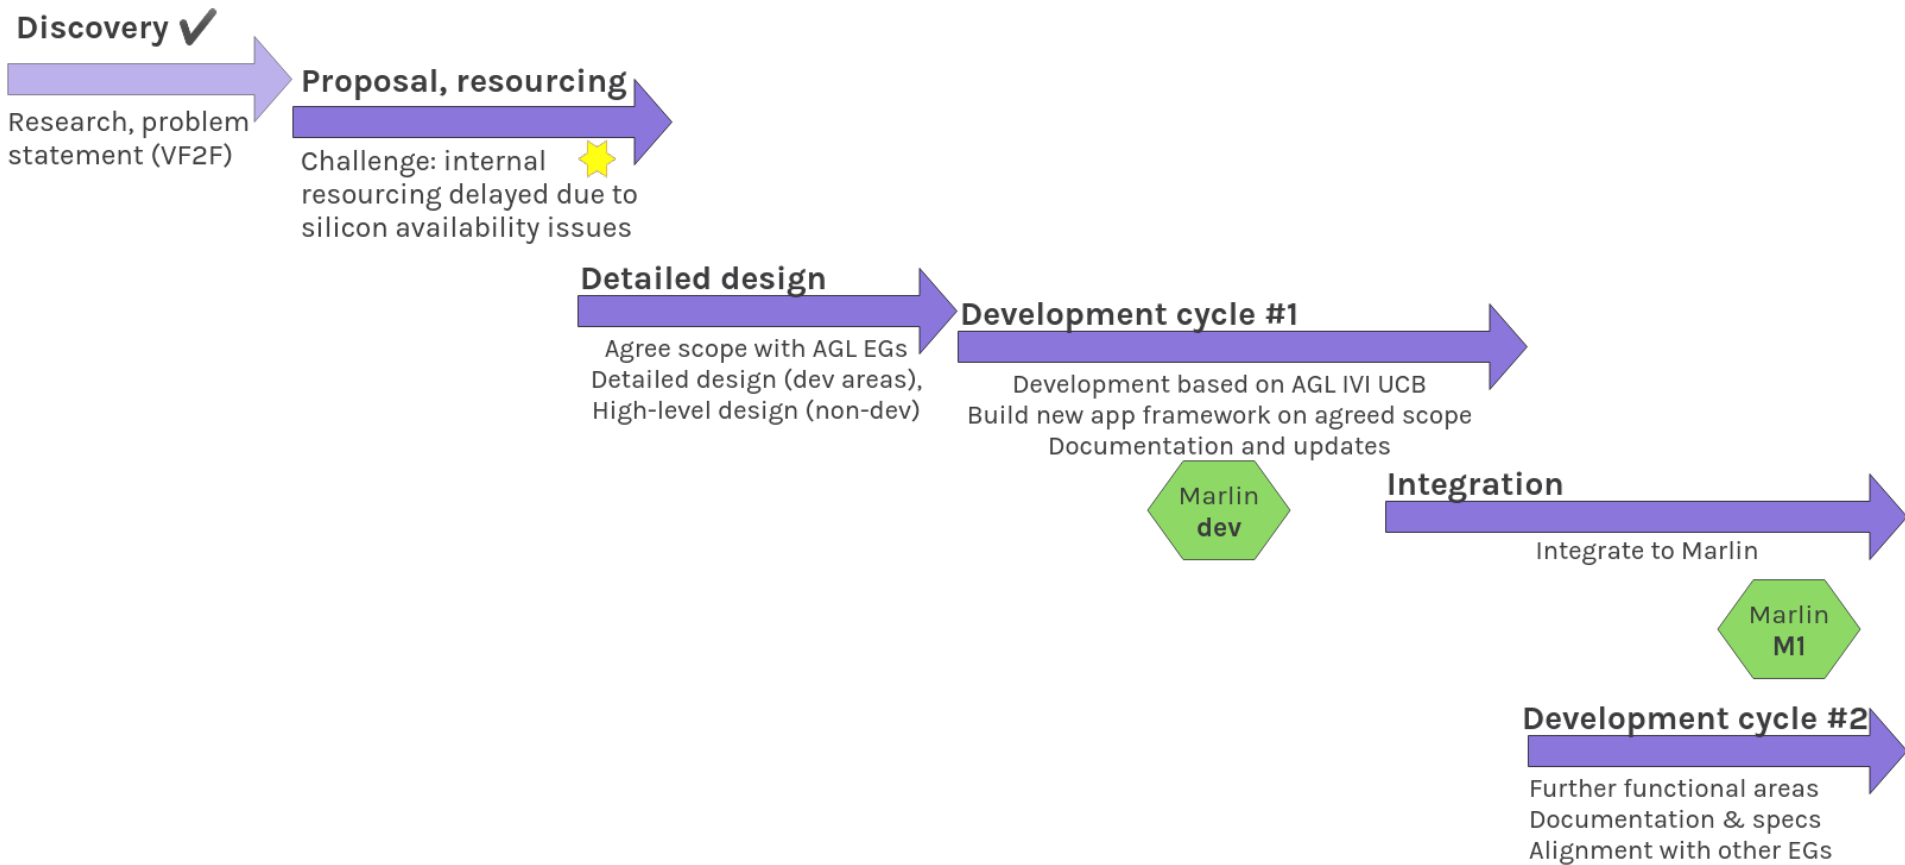 Discovery ✔
Research, problem
statement (VF2F)
Proposal, resourcing
Challenge: internal
resourcing delayed due to
silicon availability issues
Detailed design
Agree scope with AGL EGs
Detailed design (dev areas),
High-level design (non-dev)
Development cycle #1
Development based on AGL IVI UCB
Build new app framework on agreed scope
Documentation and updates
Marlin
dev
Integration
Integrate to Marlin
Marlin
M1
Development cycle #2
Further functional areas
Documentation & specs
Alignment with other EGs